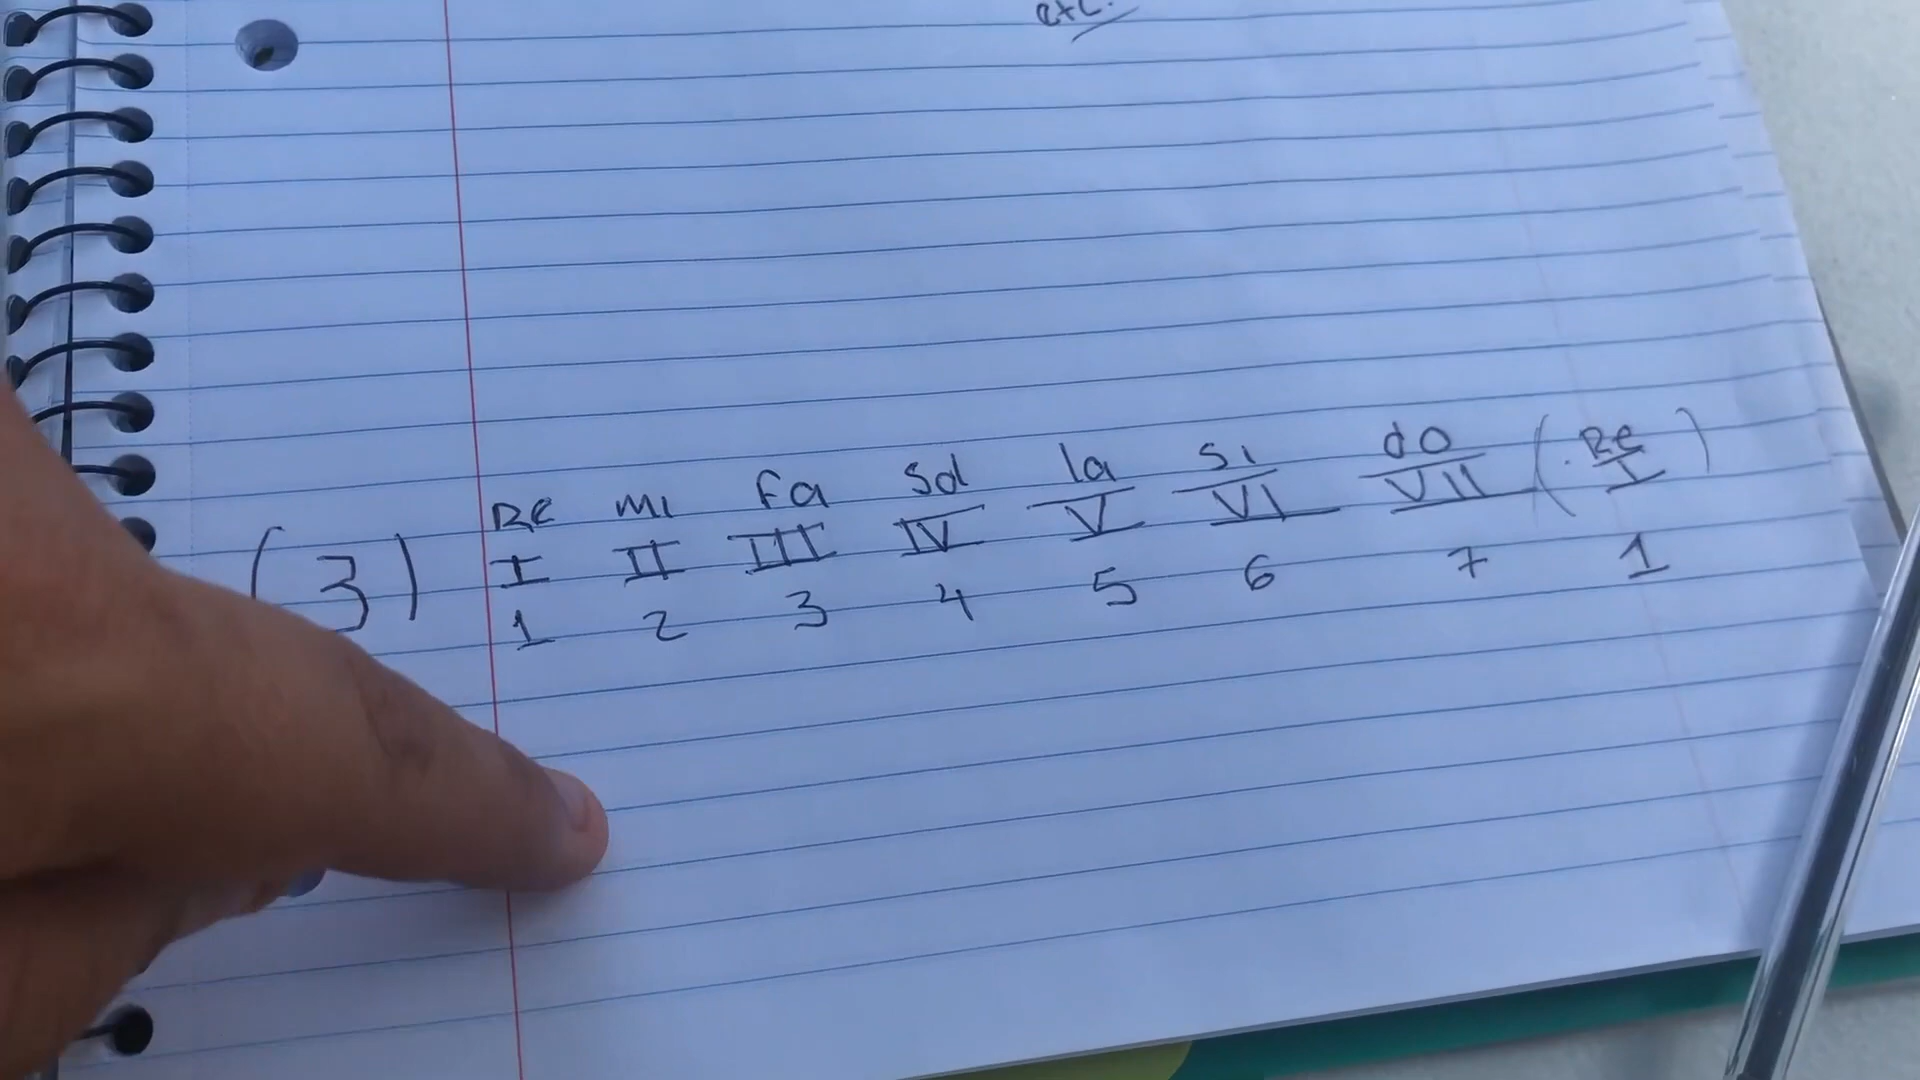 etc.
Re mi Fa Sol la si do (Re)
(3) I II III IV V VI VII I
1 2 3 4 5 6 7 1